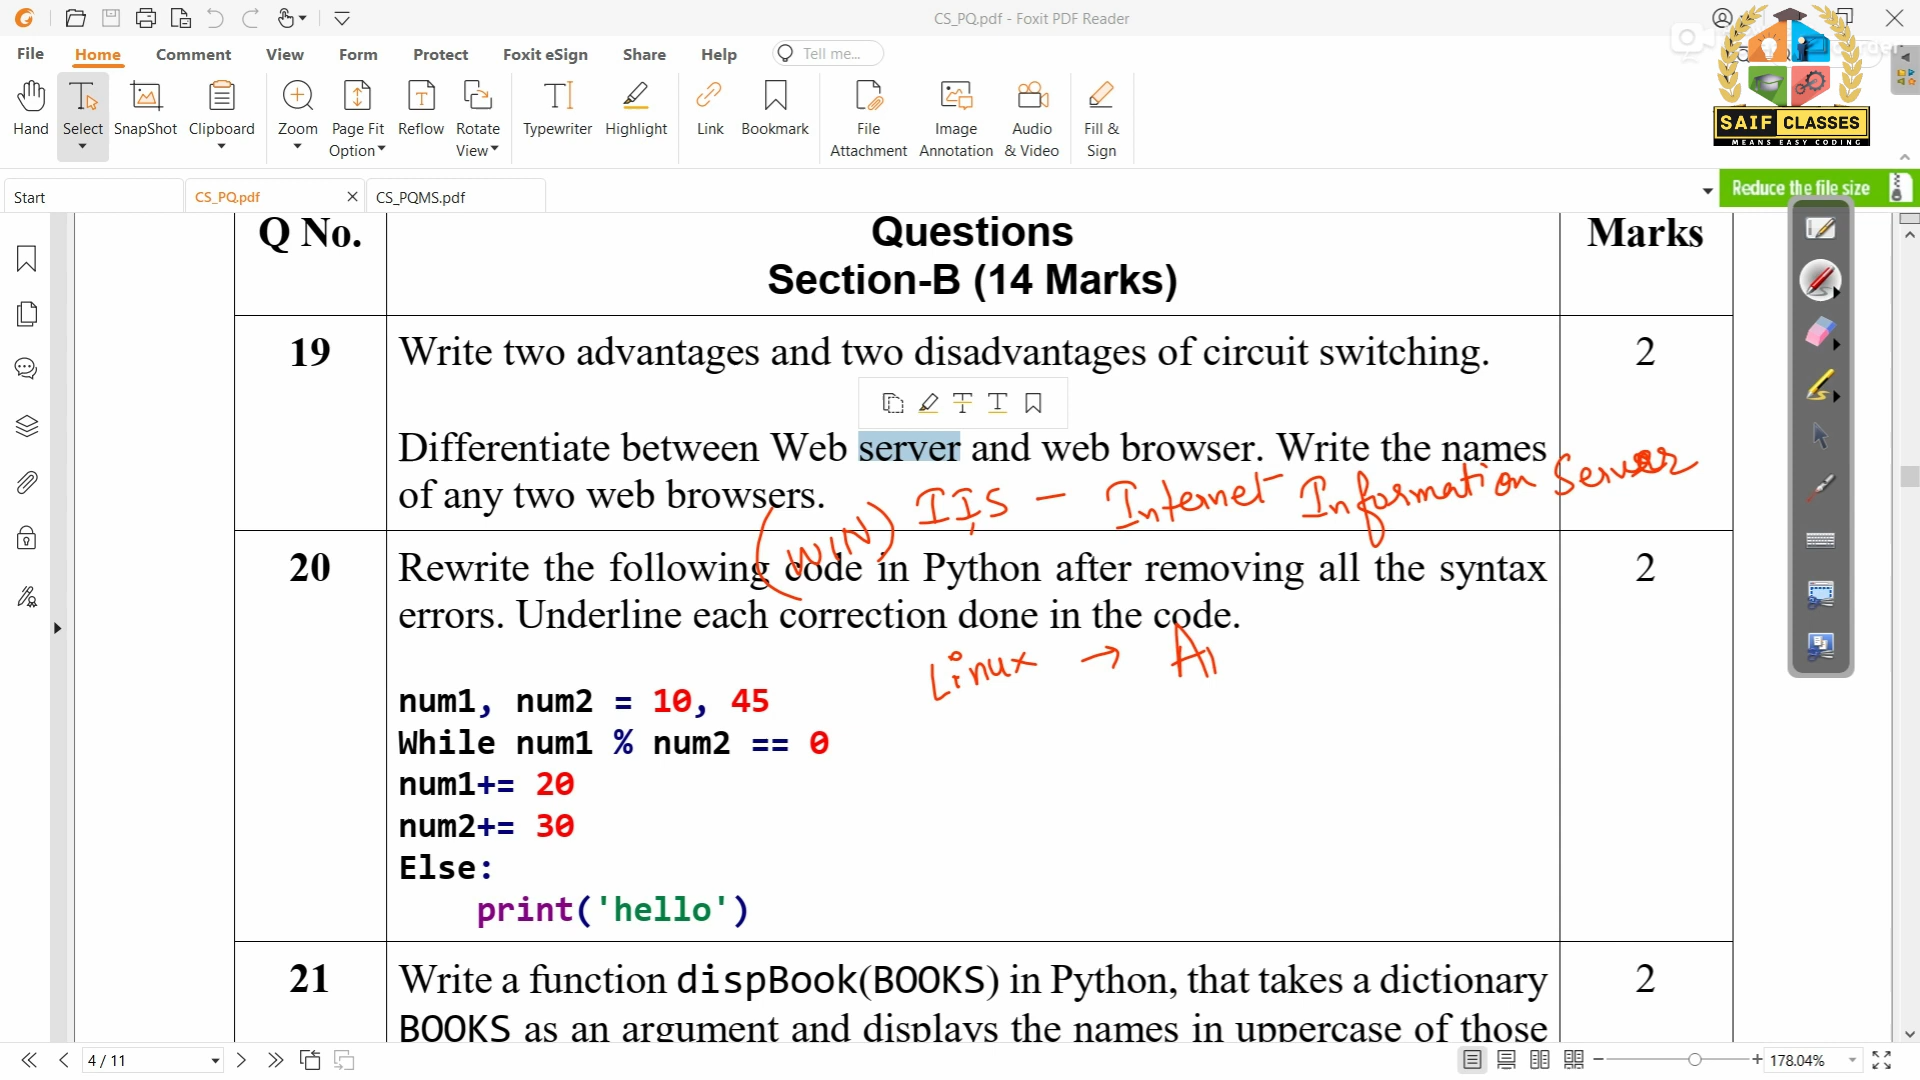 CS_PQ.pdf - Foxit PDF Reader
File Home Comment View Form Protect Foxit eSign Share Help Tell me...
Hand Select SnapShot Clipboard Zoom Page Fit Option Reflow Rotate View Typewriter Highlight Link Bookmark File Attachment Image Annotation Audio & Video Fill & Sign
SAIF CLASSES
MEANS EASY CODING
Start CS_PQ.pdf CS_PQMS.pdf
Reduce the file size
Q No. Questions Marks
Section-B (14 Marks)
19 Write two advantages and two disadvantages of circuit switching. 2
Differentiate between Web server and web browser. Write the names
of any two web browsers.
(WIN) IIS - Internet Information Server
20 Rewrite the following code in Python after removing all the syntax 2
errors. Underline each correction done in the code.
Linux → A
num1, num2 = 10, 45
While num1 % num2 == 0
num1+= 20
num2+= 30
Else:
print('hello')
21 Write a function dispBook(BOOKS) in Python, that takes a dictionary 2
BOOKS as an argument and displays the names in uppercase of those
4 / 11 178.04%